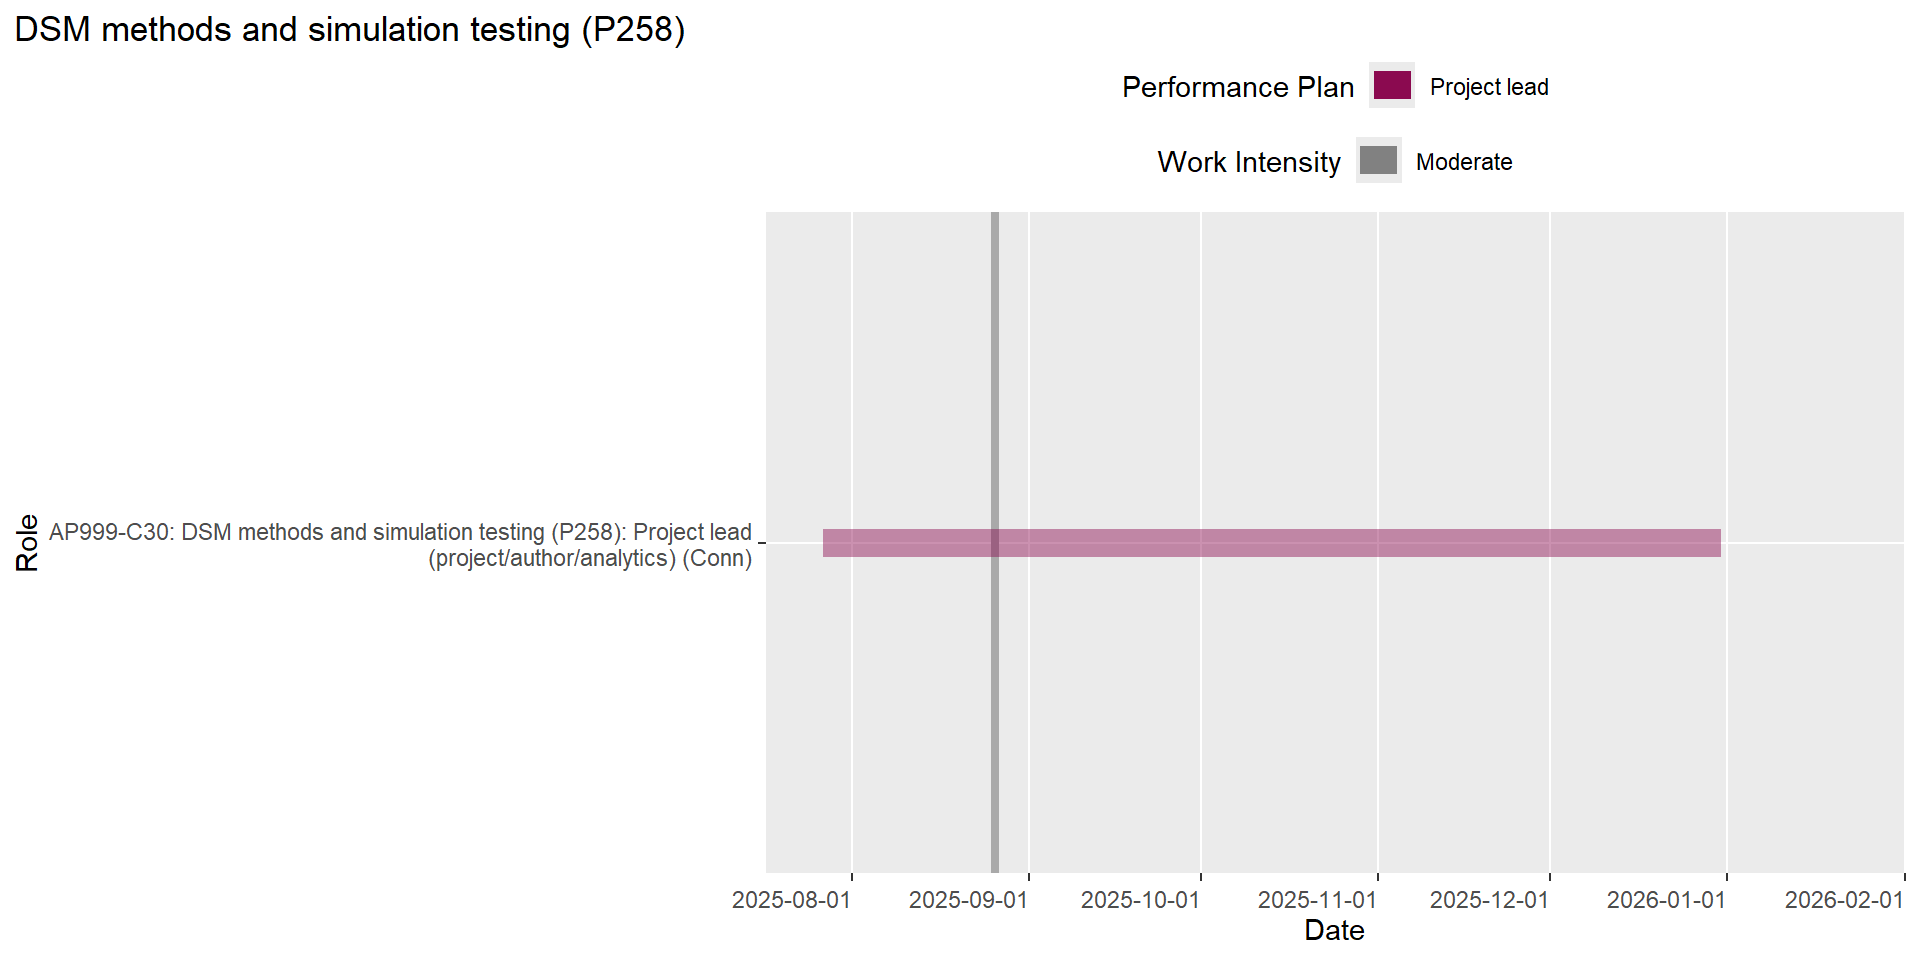 DSM methods and simulation testing (P258)
Performance Plan
Project lead
Work Intensity
Moderate
Role
AP999-C30: DSM methods and simulation testing (P258): Project lead
(project/author/analytics) (Conn)
2025-08-01
2025-09-01
2025-10-01
2025-11-01
2025-12-01
2026-01-01
2026-02-01
Date